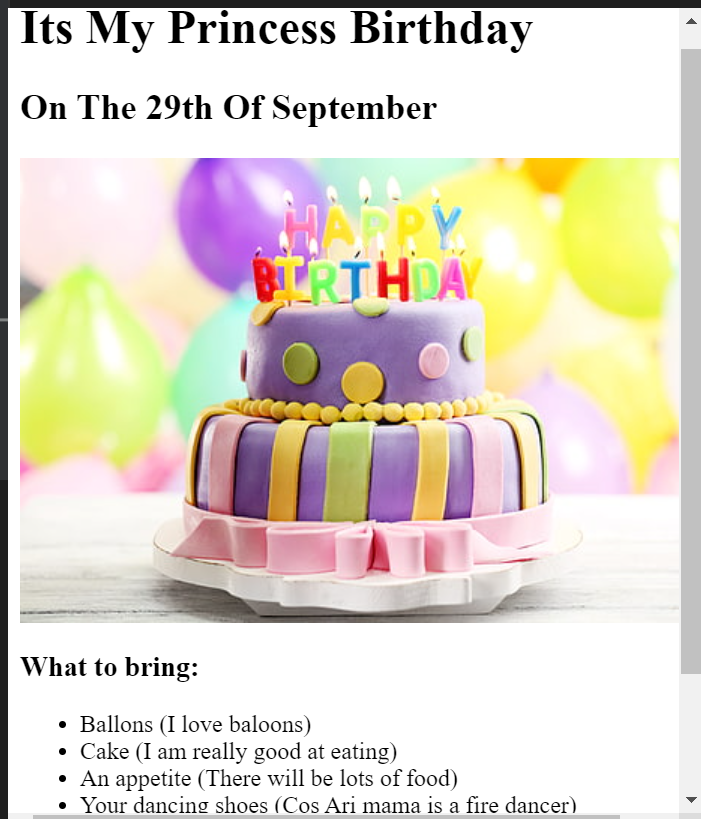 Its My Princess Birthday
On The 29th Of September
HAPPY
BIRTHDAY
What to bring:
Ballons (I love baloons)
Cake (I am really good at eating)
An appetite (There will be lots of food)
Your dancing shoes (Cos Ari mama is a fire dancer)